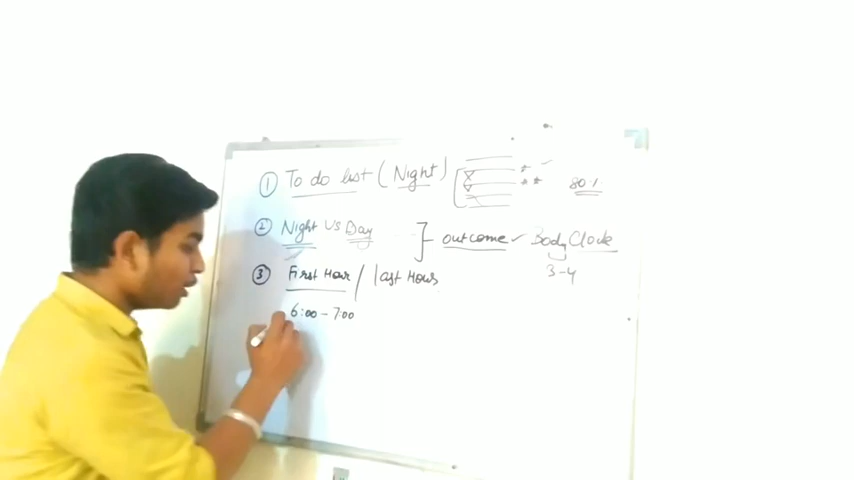 ① To do list (Night) 80%
② Night Vs Day outcome ✓ Body Clock
3-4
③ First Hour / last Hour
6:00 - 7:00